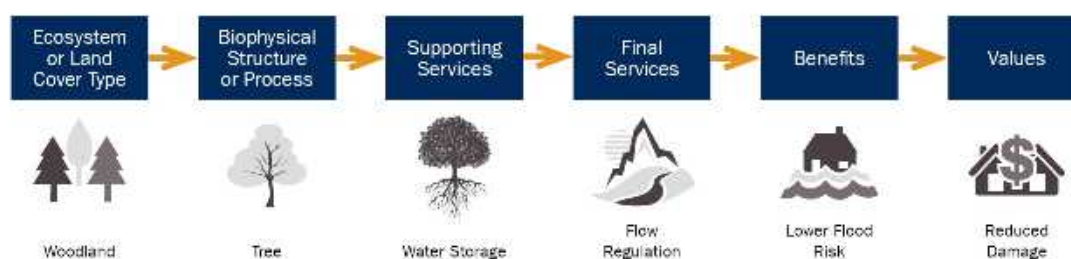 Ecosystem
or Land
Cover Type
Biophysical
Structure
or Process
Supporting
Services
Final
Services
Benefits
Values
$
Woodland
Tree
Water Storage
Flow
Regulation
Lower Flood
Risk
Reduced
Damage